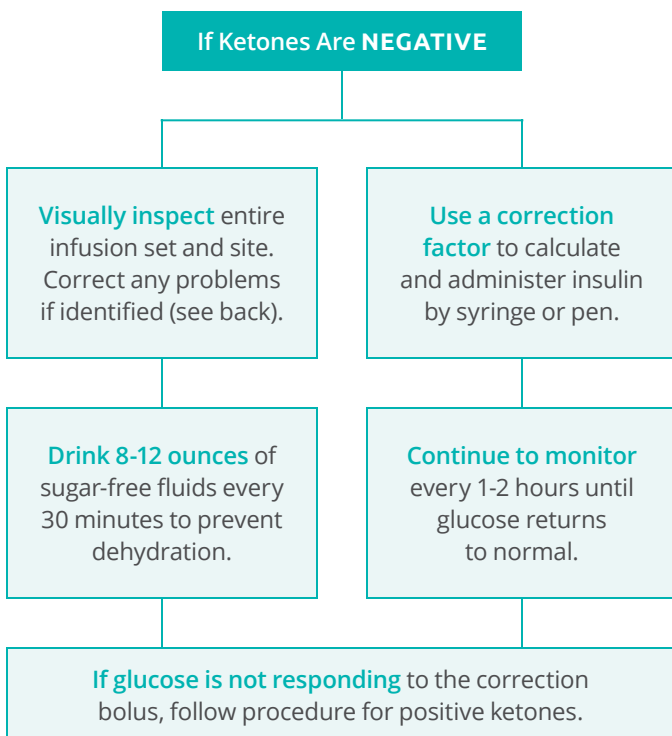 If Ketones Are NEGATIVE
Visually inspect entire
infusion set and site.
Correct any problems
if identified (see back).
Use a correction
factor to calculate
and administer insulin
by syringe or pen.
Drink 8-12 ounces of
sugar-free fluids every
30 minutes to prevent
dehydration.
Continue to monitor
every 1-2 hours until
glucose returns
to normal.
If glucose is not responding to the correction
bolus, follow procedure for positive ketones.